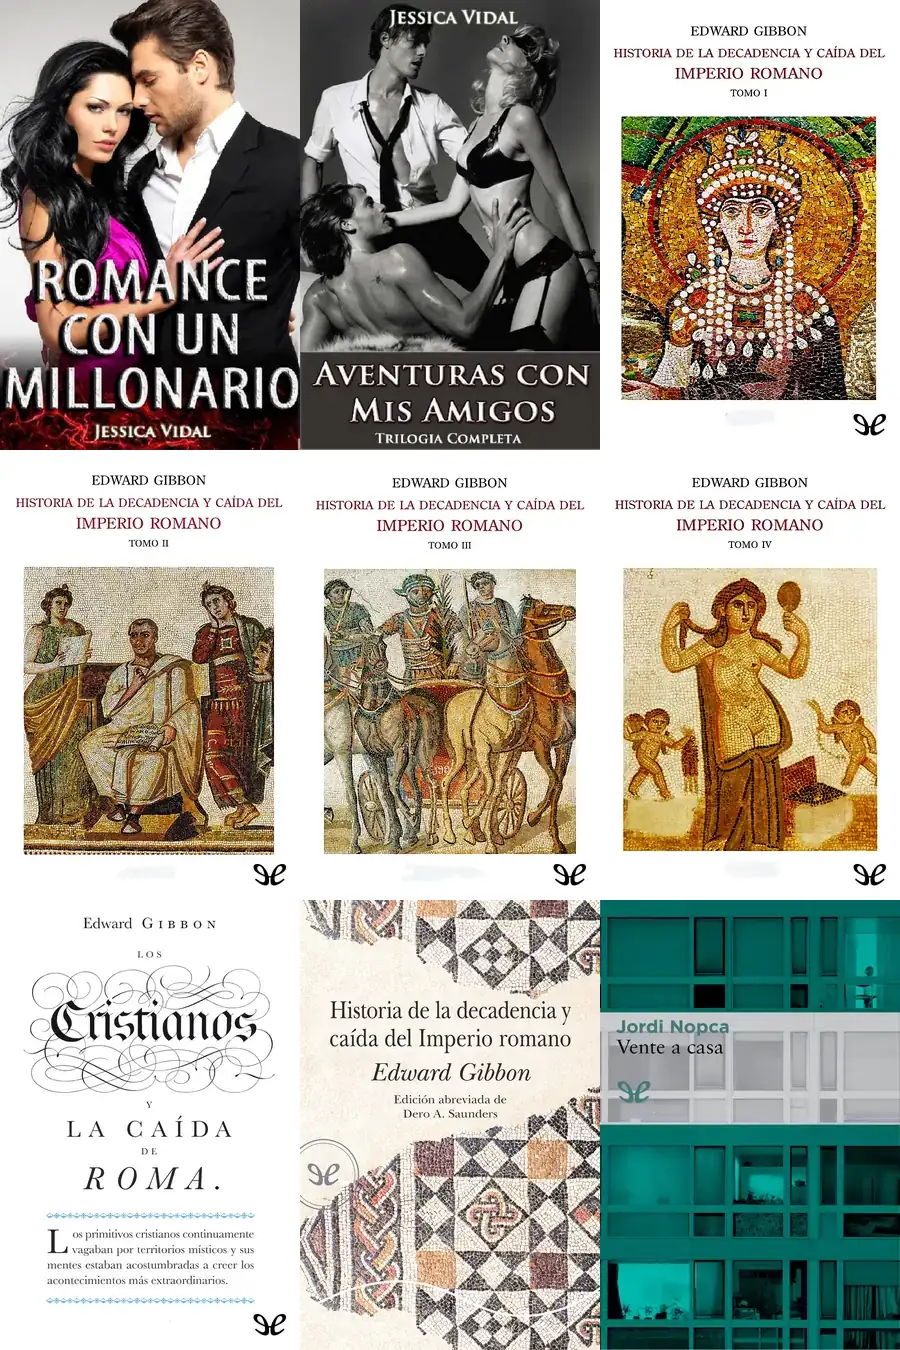 ROMANCE
CON UN
MILLONARIO
JESSICA VIDAL
JESSICA VIDAL
AVENTURAS CON
MIS AMIGOS
TRILOGIA COMPLETA
EDWARD GIBBON
HISTORIA DE LA DECADENCIA Y CAÍDA DEL
IMPERIO ROMANO
TOMO I
EDWARD GIBBON
HISTORIA DE LA DECADENCIA Y CAÍDA DEL
IMPERIO ROMANO
TOMO II
EDWARD GIBBON
HISTORIA DE LA DECADENCIA Y CAÍDA DEL
IMPERIO ROMANO
TOMO III
EDWARD GIBBON
HISTORIA DE LA DECADENCIA Y CAÍDA DEL
IMPERIO ROMANO
TOMO IV
Edward GIBBON
LOS
Cristianos
Y
LA CAÍDA
DE
ROMA.
Los primitivos cristianos continuamente
vagaban por territorios místicos y sus
mentes estaban acostumbradas a creer los
acontecimientos más extraordinarios.
Historia de la decadencia y
caída del Imperio romano
Edward Gibbon
Edición abreviada de
Dero A. Saunders
Jordi Nopca
Vente a casa